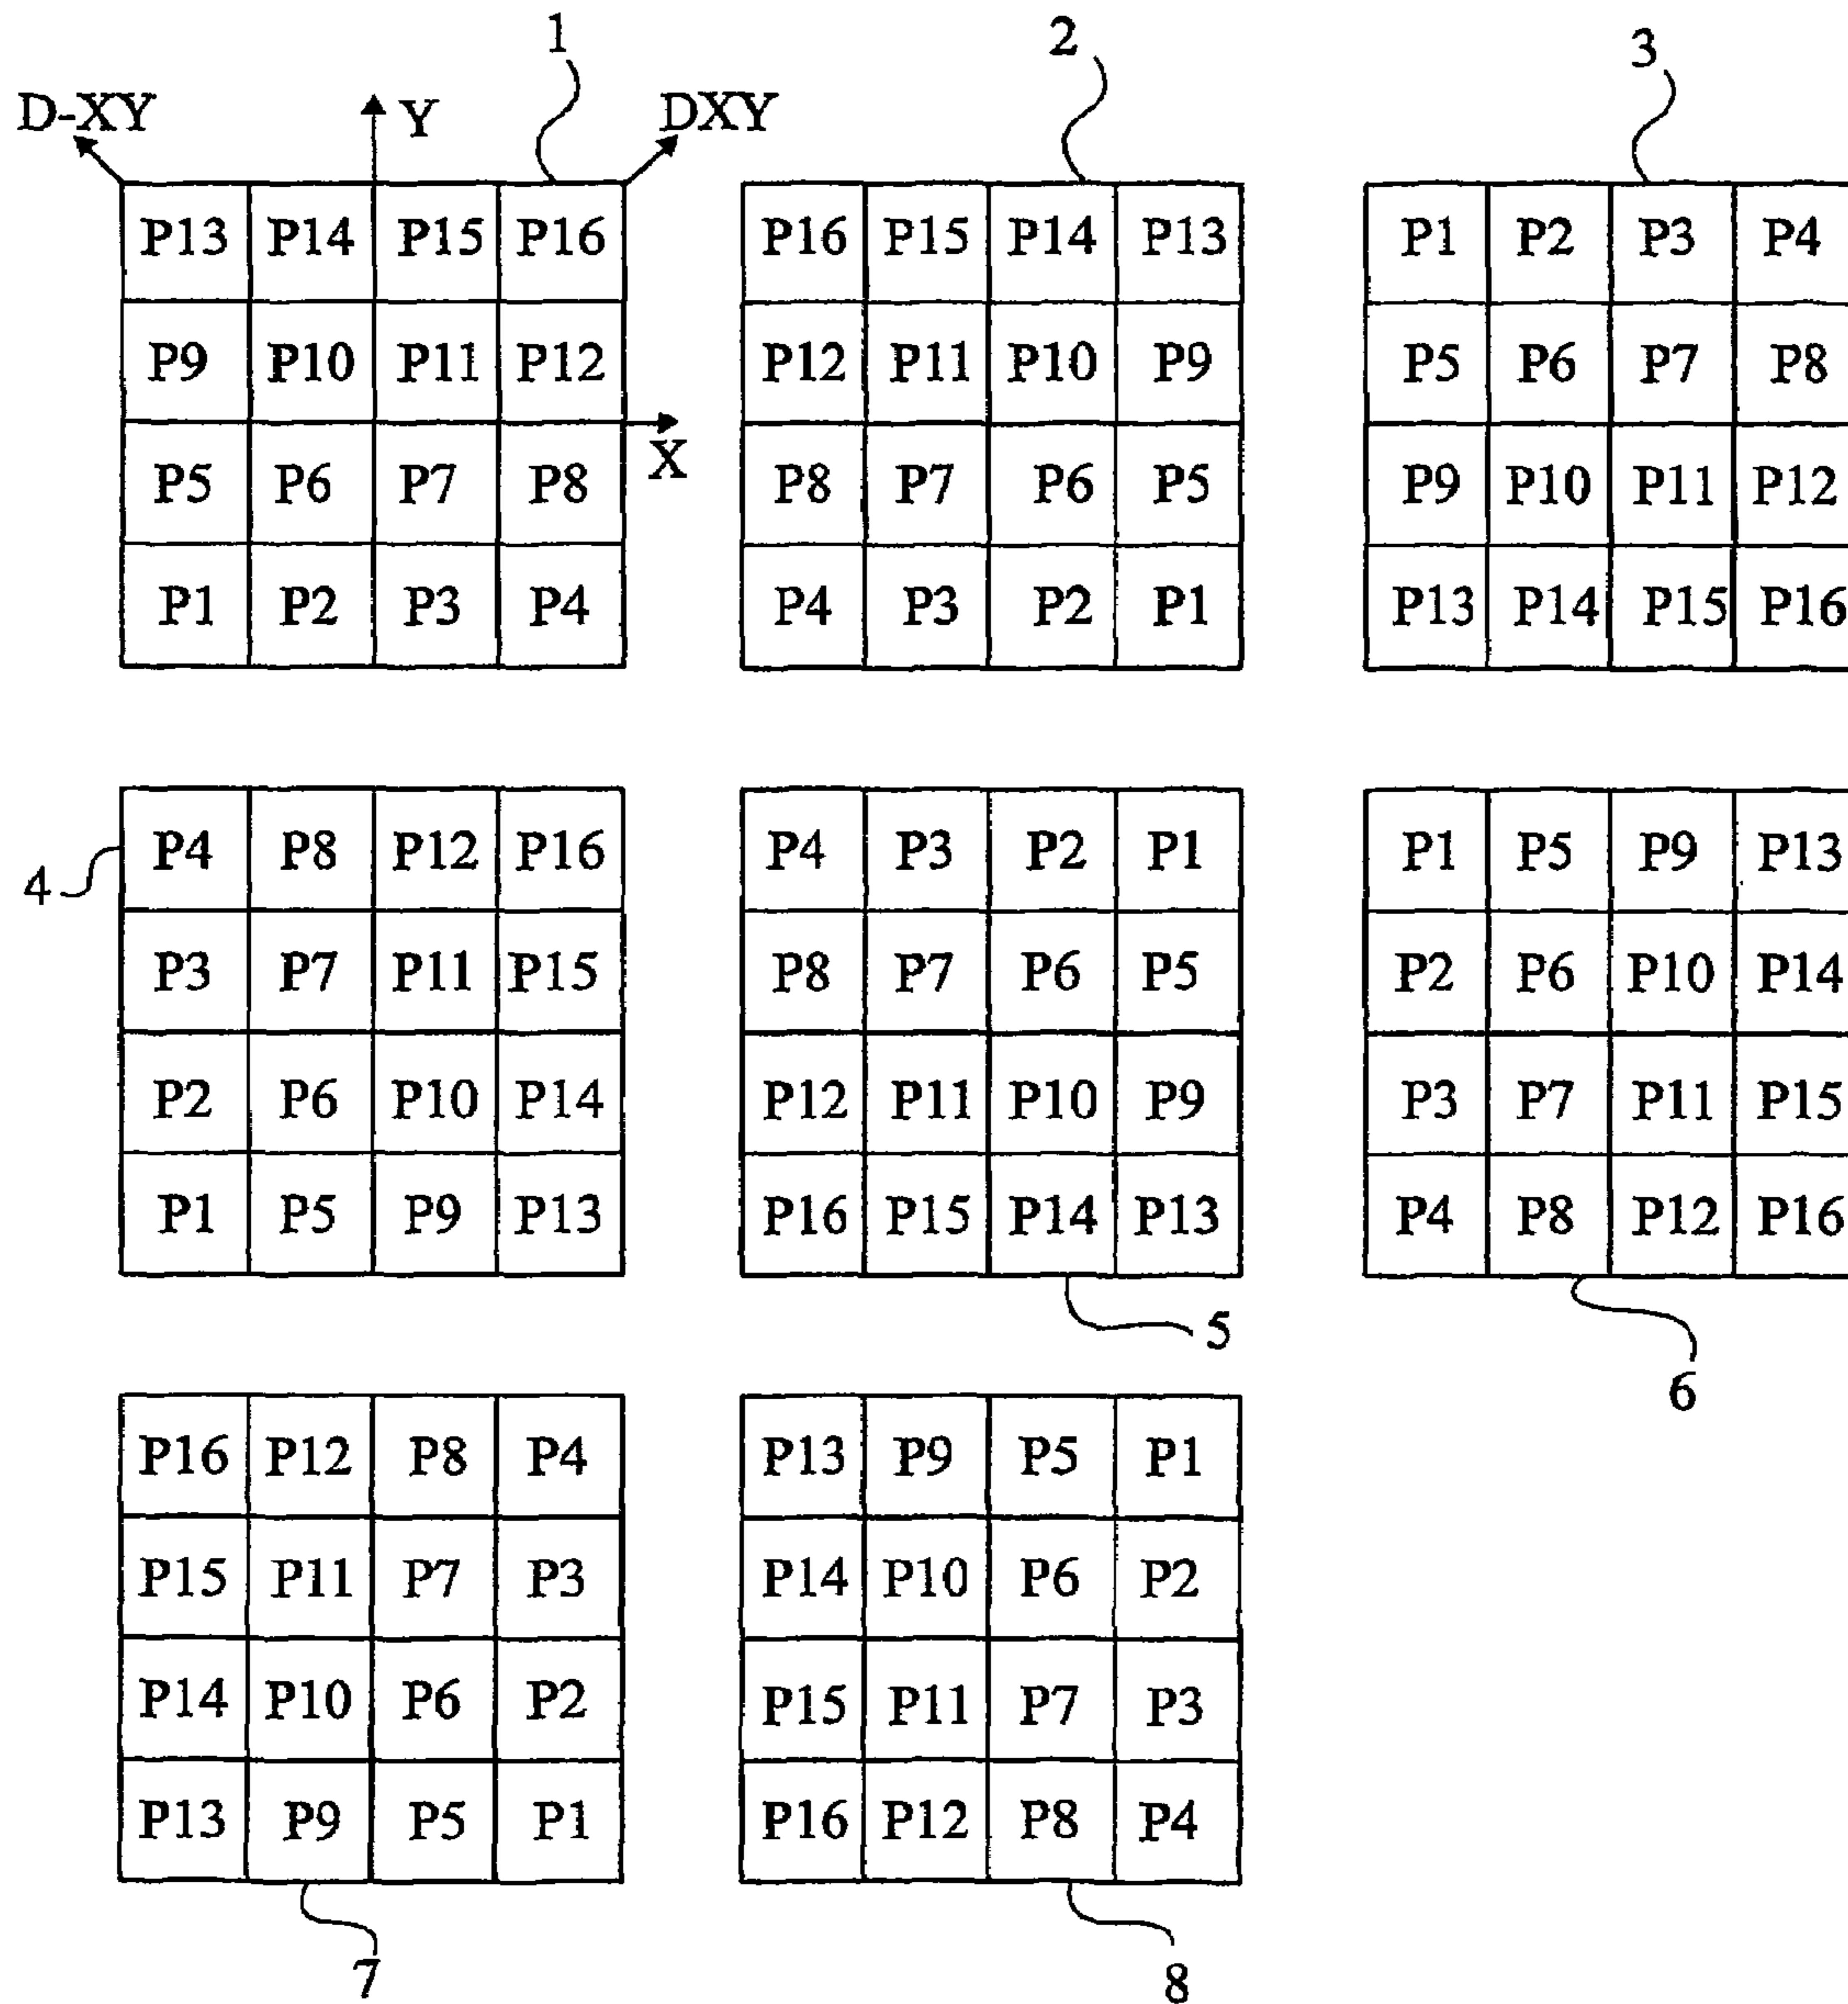 1 2 3
D-XY Y DXY
P13 P14 P15 P16 P16 P15 P14 P13 P1 P2 P3 P4
P9 P10 P11 P12 P12 P11 P10 P9 P5 P6 P7 P8
X
P5 P6 P7 P8 P8 P7 P6 P5 P9 P10 P11 P12
P1 P2 P3 P4 P4 P3 P2 P1 P13 P14 P15 P16
P4 P8 P12 P16 P4 P3 P2 P1 P1 P5 P9 P13
4
P3 P7 P11 P15 P8 P7 P6 P5 P2 P6 P10 P14
P2 P6 P10 P14 P12 P11 P10 P9 P3 P7 P11 P15
P1 P5 P9 P13 P16 P15 P14 P13 P4 P8 P12 P16
5
6
P16 P12 P8 P4 P13 P9 P5 P1
P15 P11 P7 P3 P14 P10 P6 P2
P14 P10 P6 P2 P15 P11 P7 P3
P13 P9 P5 P1 P16 P12 P8 P4
7 8